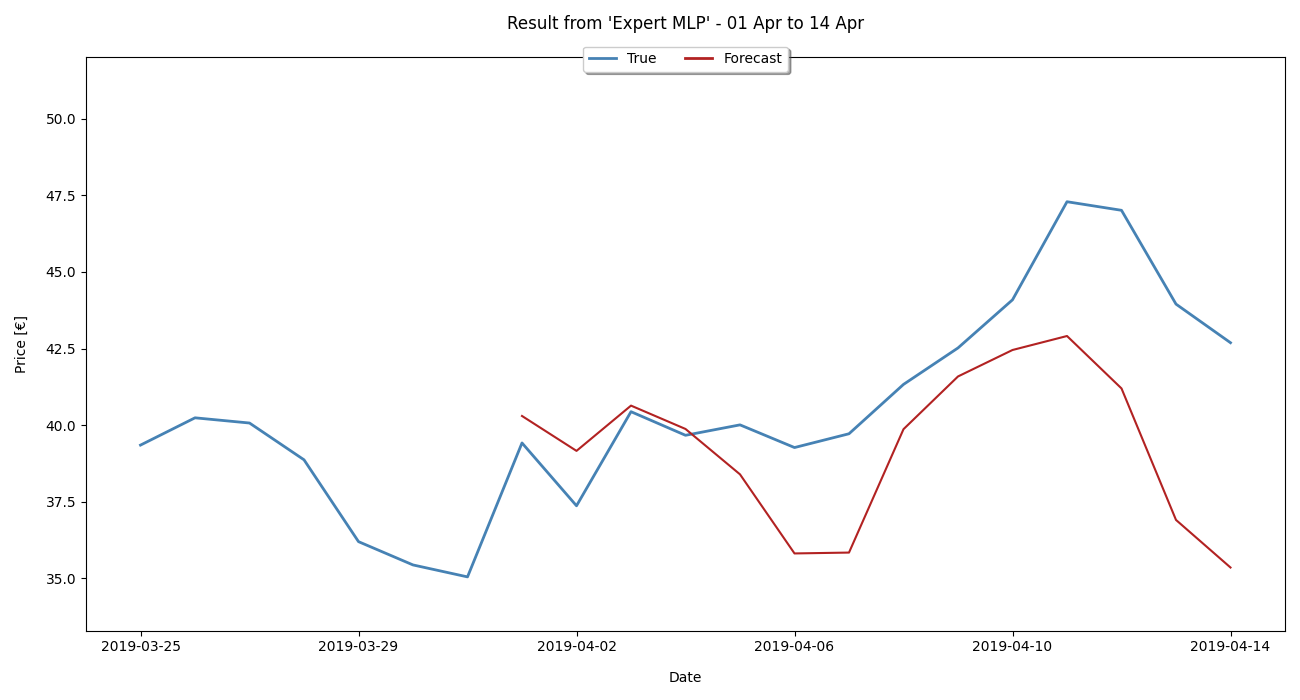 Result from 'Expert MLP' - 01 Apr to 14 Apr
True Forecast
50.0
47.5
45.0
42.5
40.0
37.5
35.0
Price [€]
2019-03-25 2019-03-29 2019-04-02 2019-04-06 2019-04-10 2019-04-14
Date